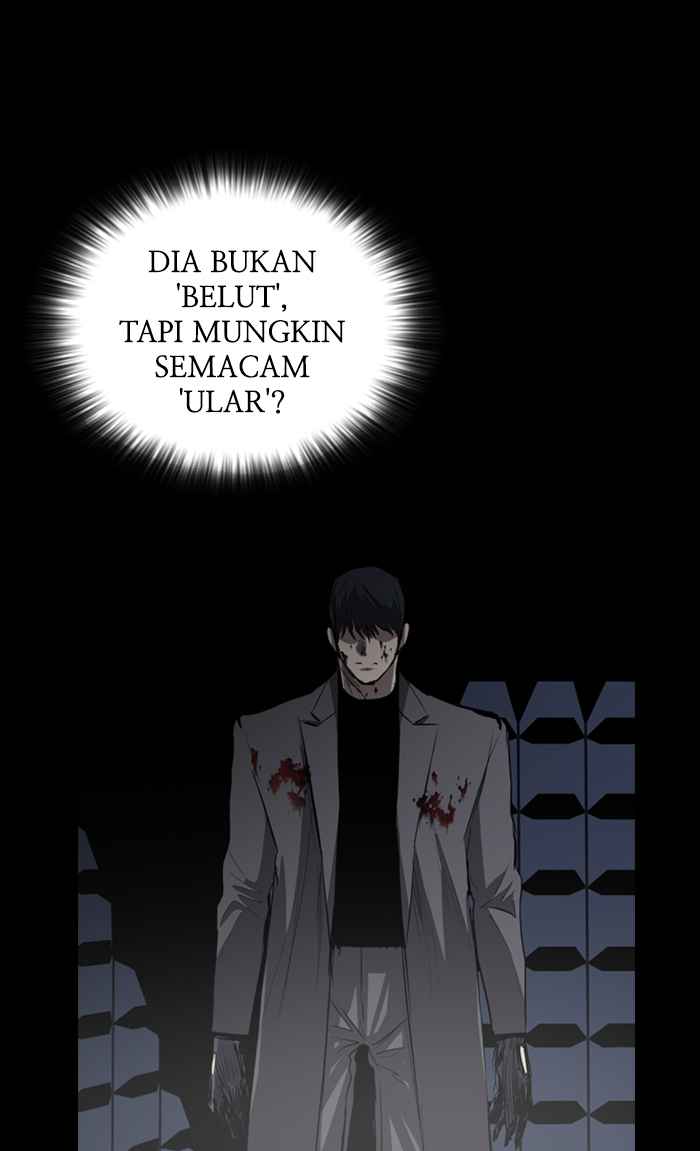 DIA BUKAN
'BELUT',
TAPI MUNGKIN
SEMACAM
'ULAR'?